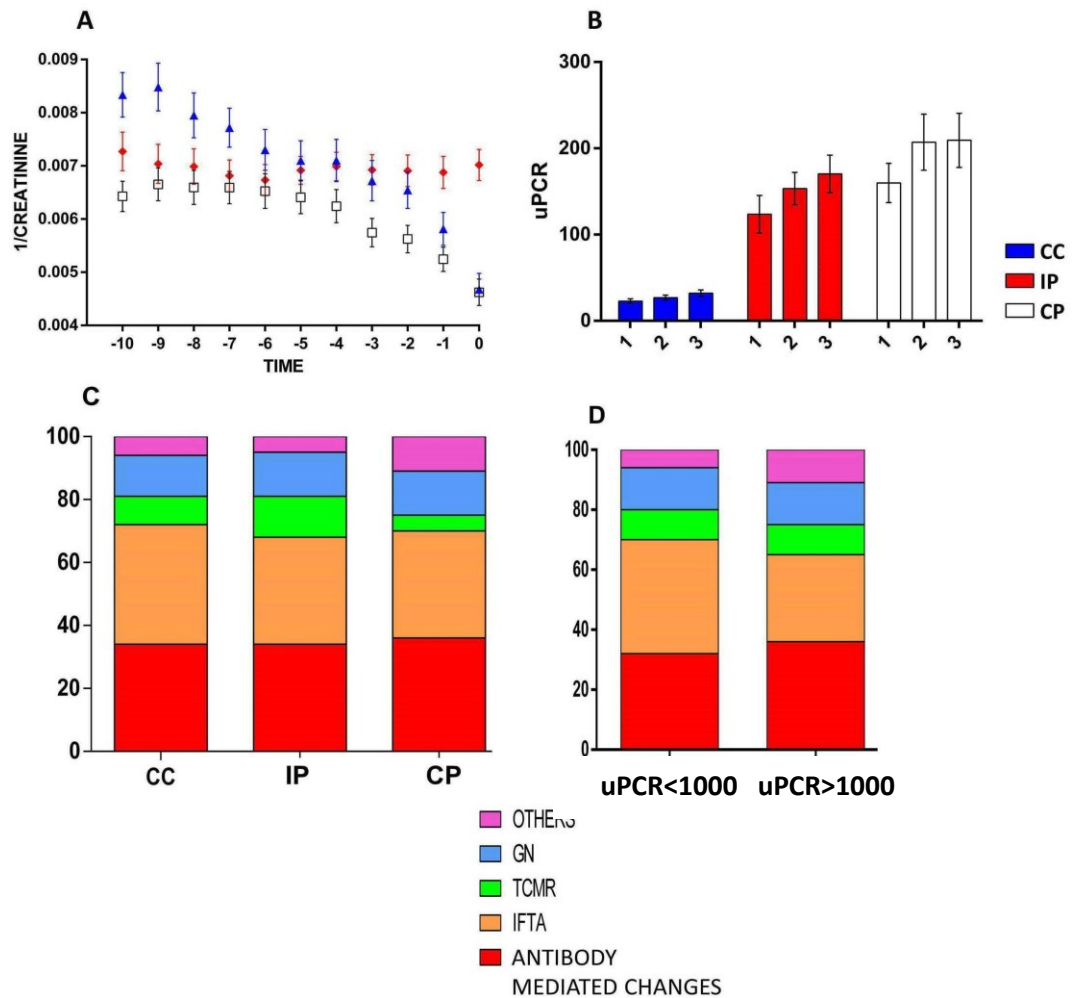 A
1/CREATININE
0.009
0.008
0.007
0.006
0.005
0.004
-10 -9 -8 -7 -6 -5 -4 -3 -2 -1 0
TIME
B
uPCR
300
200
100
0
1 2 3 1 2 3 1 2 3
CC
IP
CP
C
100
80
60
40
20
0
CC IP CP
D
100
80
60
40
20
0
uPCR<1000 uPCR>1000
GN
TCMR
IFTA
ANTIBODY
MEDIATED CHANGES